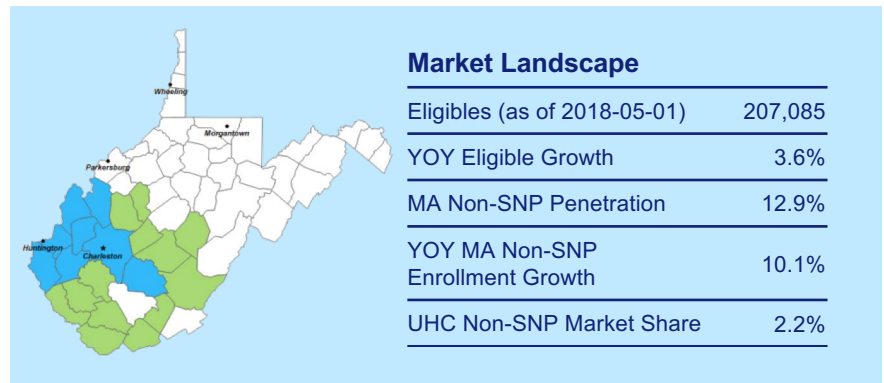 Wheeling
Morgantown
Parkersburg
Huntington
Charleston
Market Landscape
Eligibles (as of 2018-05-01) 207,085
YOY Eligible Growth 3.6%
MA Non-SNP Penetration 12.9%
YOY MA Non-SNP
Enrollment Growth 10.1%
UHC Non-SNP Market Share 2.2%